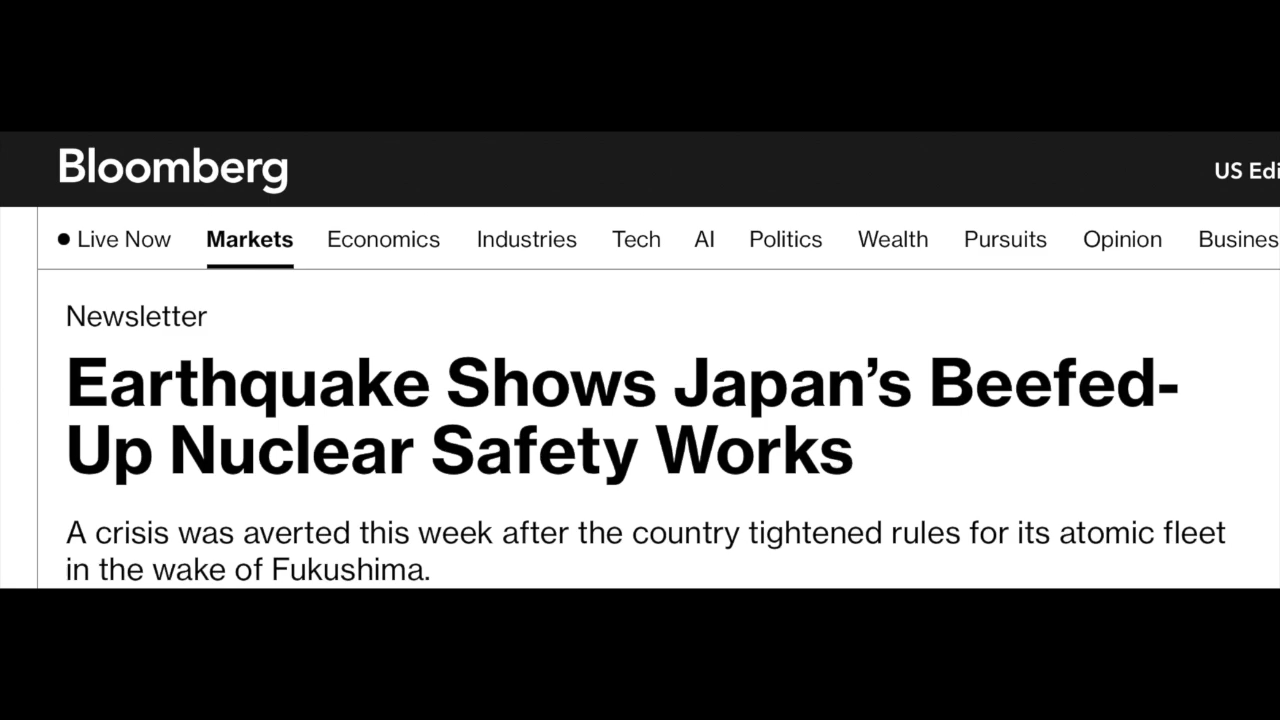 Bloomberg
US Edi
Live Now Markets Economics Industries Tech AI Politics Wealth Pursuits Opinion Busines
Newsletter
Earthquake Shows Japan’s Beefed-
Up Nuclear Safety Works
A crisis was averted this week after the country tightened rules for its atomic fleet
in the wake of Fukushima.